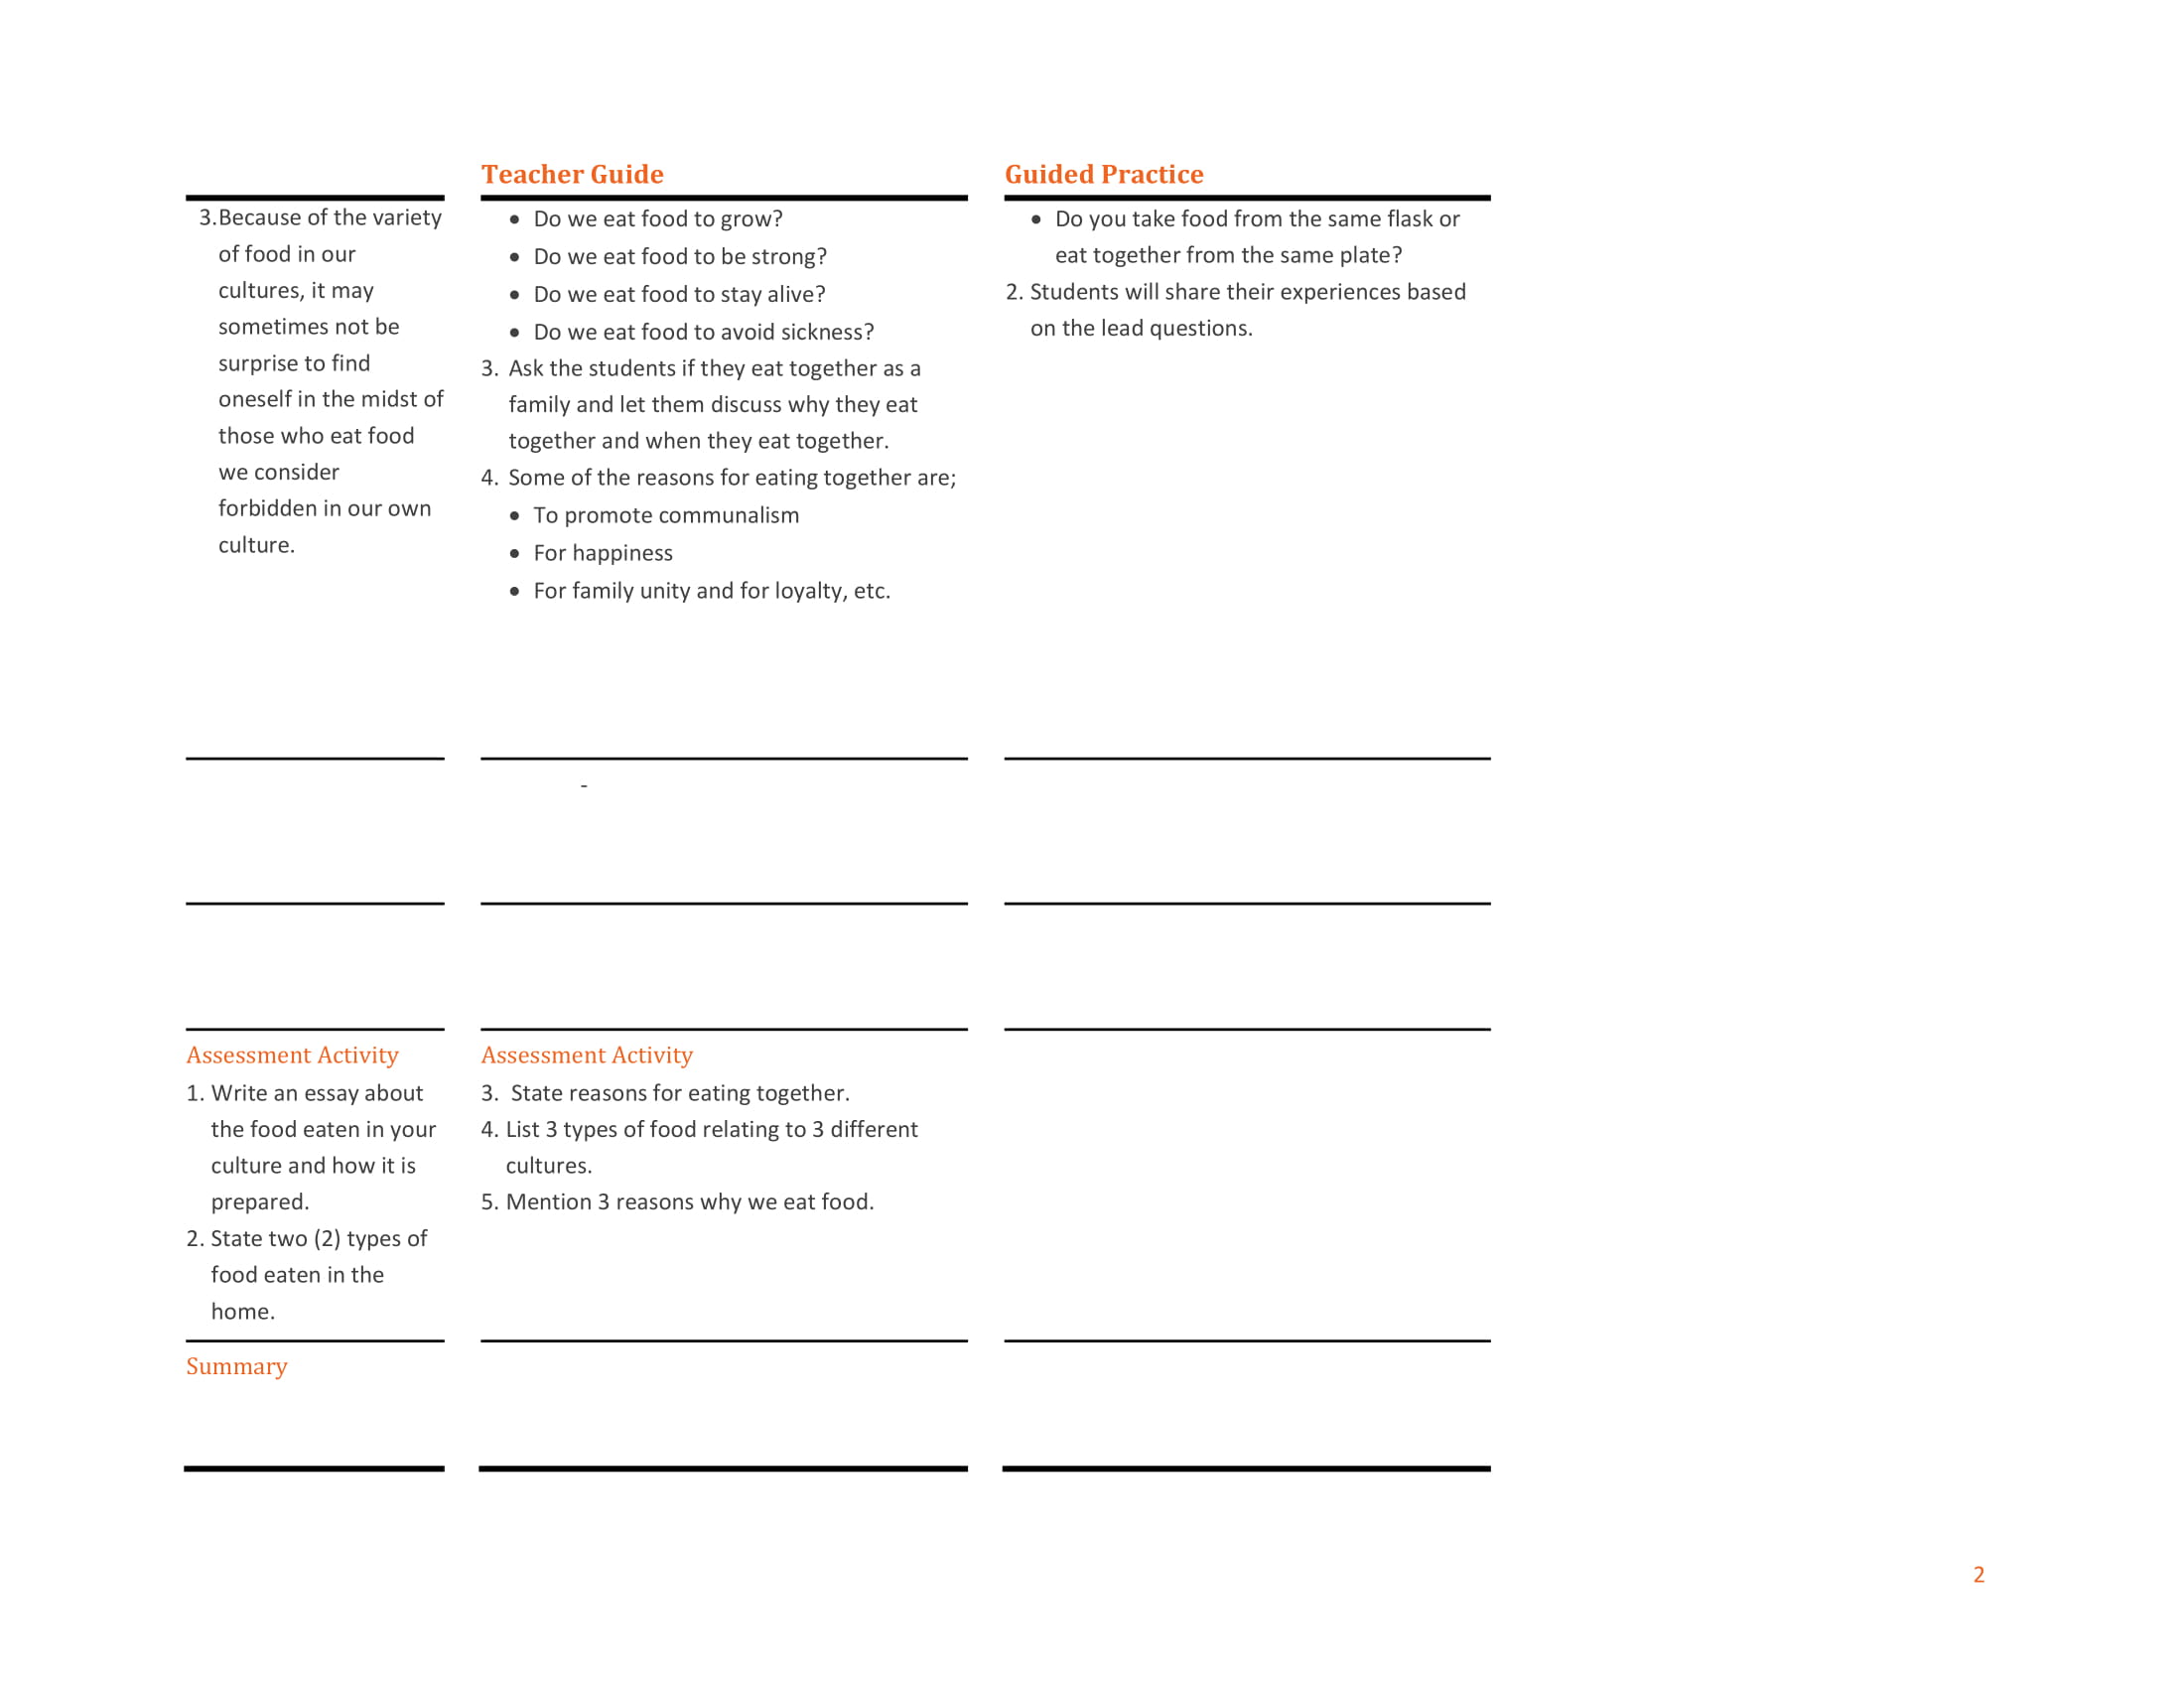 Teacher Guide
Guided Practice
3.Because of the variety
of food in our
cultures, it may
sometimes not be
surprise to find
oneself in the midst of
those who eat food
we consider
forbidden in our own
culture.
• Do we eat food to grow?
• Do we eat food to be strong?
• Do we eat food to stay alive?
• Do we eat food to avoid sickness?
3. Ask the students if they eat together as a
family and let them discuss why they eat
together and when they eat together.
4. Some of the reasons for eating together are;
• To promote communalism
• For happiness
• For family unity and for loyalty, etc.
• Do you take food from the same flask or
eat together from the same plate?
2. Students will share their experiences based
on the lead questions.
-
Assessment Activity
1. Write an essay about
the food eaten in your
culture and how it is
prepared.
2. State two (2) types of
food eaten in the
home.
Assessment Activity
3. State reasons for eating together.
4. List 3 types of food relating to 3 different
cultures.
5. Mention 3 reasons why we eat food.
Summary
2